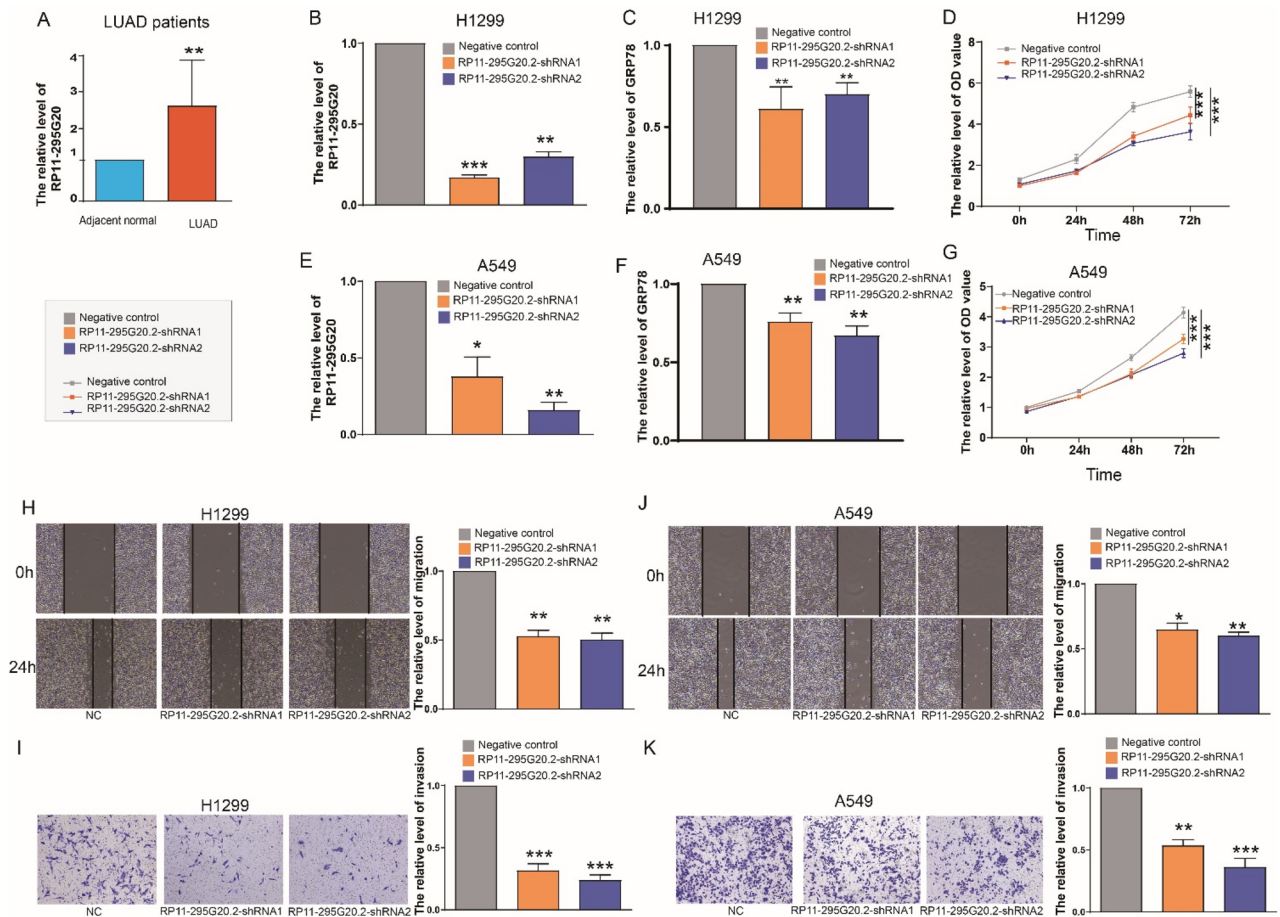 A
LUAD patients
The relative level of
RP11-295G20
4
3
2
1
0
**
Adjacent normal
LUAD
B
H1299
Negative control
RP11-295G20.2-shRNA1
RP11-295G20.2-shRNA2
The relative level of
RP11-295G20
1.0
0.5
0.0
***
**
C
H1299
Negative control
RP11-295G20.2-shRNA1
RP11-295G20.2-shRNA2
The relative level of GRP78
1.0
0.5
0.0
**
**
D
H1299
Negative control
RP11-295G20.2-shRNA1
RP11-295G20.2-shRNA2
The relative level of OD value
8
6
4
2
0
***
***
0h
24h
48h
72h
Time
Negative control
RP11-295G20.2-shRNA1
RP11-295G20.2-shRNA2
Negative control
RP11-295G20.2-shRNA1
RP11-295G20.2-shRNA2
E
A549
Negative control
RP11-295G20.2-shRNA1
RP11-295G20.2-shRNA2
The relative level of
RP11-295G20
1.0
0.5
0.0
*
**
F
A549
Negative control
RP11-295G20.2-shRNA1
RP11-295G20.2-shRNA2
The relative level of GRP78
1.0
0.5
0.0
**
**
G
A549
Negative control
RP11-295G20.2-shRNA1
RP11-295G20.2-shRNA2
The relative level of OD value
5
4
3
2
1
0
***
***
0h
24h
48h
72h
Time
H
H1299
0h
24h
NC
RP11-295G20.2-shRNA1
RP11-295G20.2-shRNA2
Negative control
RP11-295G20.2-shRNA1
RP11-295G20.2-shRNA2
The relative level of migration
1.0
0.5
0.0
**
**
J
A549
0h
24h
NC
RP11-295G20.2-shRNA1
RP11-295G20.2-shRNA2
Negative control
RP11-295G20.2-shRNA1
RP11-295G20.2-shRNA2
The relative level of migration
1.0
0.5
0.0
*
**
I
H1299
NC
RP11-295G20.2-shRNA1
RP11-295G20.2-shRNA2
Negative control
RP11-295G20.2-shRNA1
RP11-295G20.2-shRNA2
The relative level of invasion
1.0
0.5
0.0
***
***
K
A549
NC
RP11-295G20.2-shRNA1
RP11-295G20.2-shRNA2
Negative control
RP11-295G20.2-shRNA1
RP11-295G20.2-shRNA2
The relative level of invasion
1.0
0.5
0.0
**
***